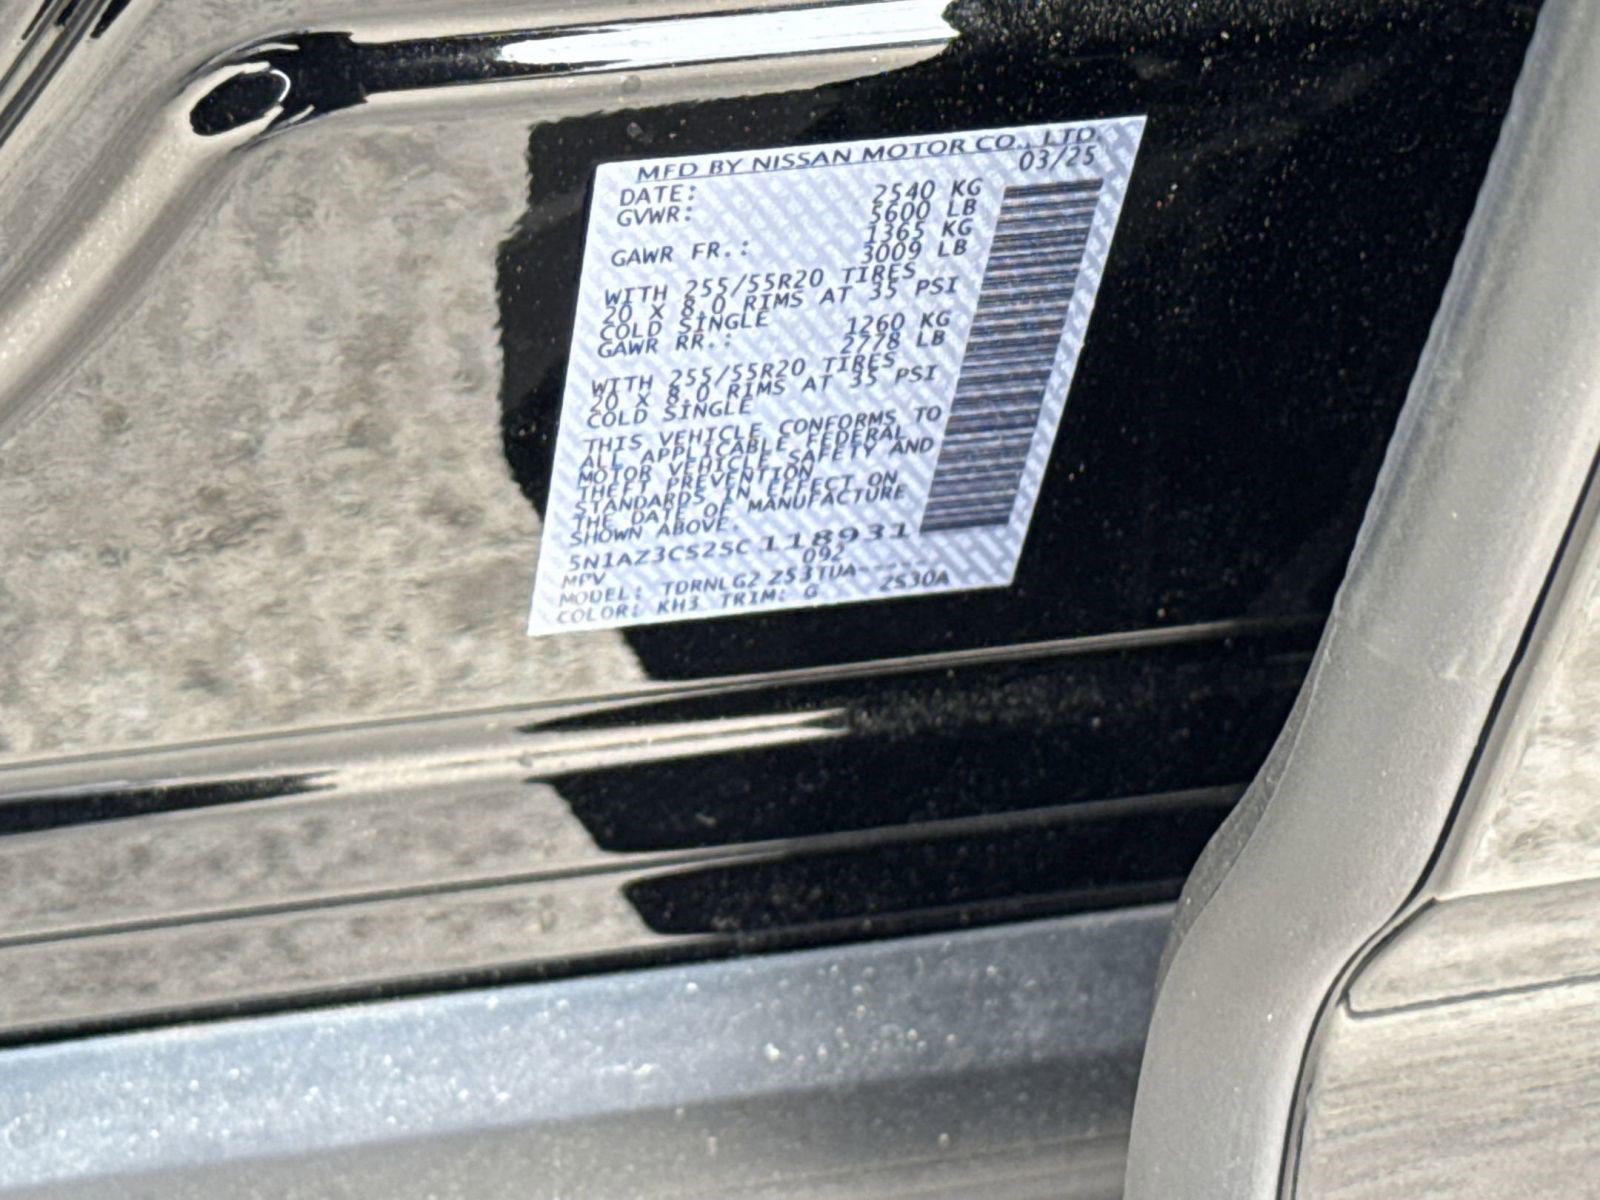 MFD BY NISSAN MOTOR CO., LTD.
DATE: 03/25
GVWR: 2540 KG
5600 LB
GAWR FR.: 1365 KG
3009 LB
WITH 255/55R20 TIRES
20 X 8.0 RIMS AT 35 PSI
COLD SINGLE
GAWR RR.: 1260 KG
2778 LB
WITH 255/55R20 TIRES
20 X 8.0 RIMS AT 35 PSI
COLD SINGLE
THIS VEHICLE CONFORMS TO
ALL APPLICABLE FEDERAL
MOTOR VEHICLE SAFETY AND
THEFT PREVENTION
STANDARDS IN EFFECT ON
THE DATE OF MANUFACTURE
SHOWN ABOVE.
5N1AZ3CS2SC118931
MPV 092
MODEL: TDRNLG2 ZS3TUA-----
COLOR: KH3 TRIM: G 2S30A